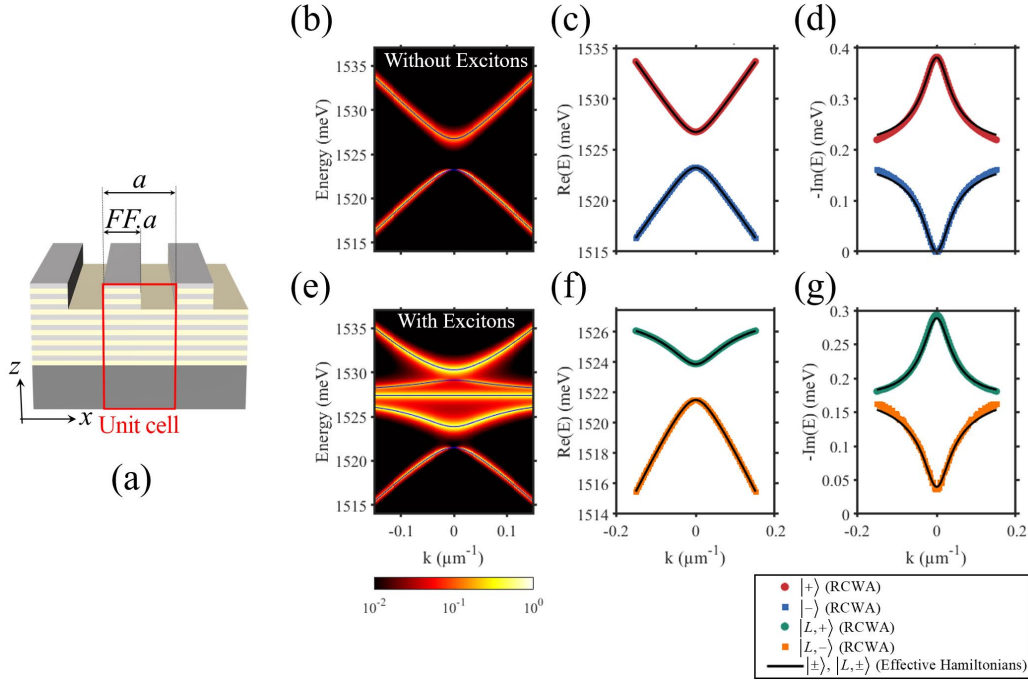 (b)
(c)
(d)
Without Excitons
Energy (meV)
1535
1530
1525
1520
1515
Re(E) (meV)
1535
1530
1525
1520
1515
-Im(E) (meV)
0.4
0.3
0.2
0.1
0
a
FF.a
z
x
Unit cell
(a)
(e)
(f)
(g)
With Excitons
Energy (meV)
1535
1530
1525
1520
1515
-0.1
0
0.1
k (µm⁻¹)
Re(E) (meV)
1526
1524
1522
1520
1518
1516
1514
-0.2
0
0.2
k (µm⁻¹)
-Im(E) (meV)
0.3
0.25
0.2
0.15
0.1
0.05
0
-0.2
0
0.2
k (µm⁻¹)
10⁻²
10⁻¹
10⁰
|+⟩ (RCWA)
|−⟩ (RCWA)
|L,+⟩ (RCWA)
|L,−⟩ (RCWA)
|±⟩, |L,±⟩ (Effective Hamiltonians)